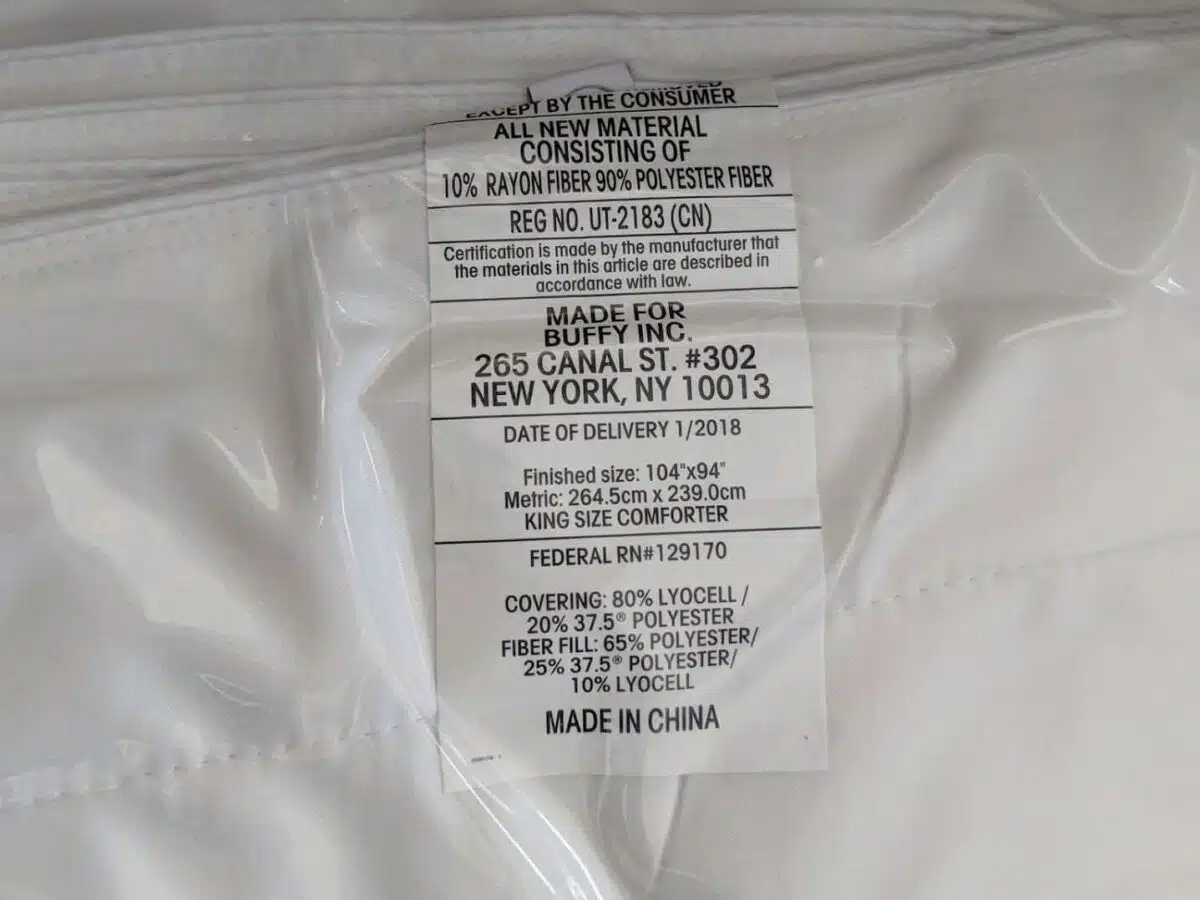 EXCEPT BY THE CONSUMER
ALL NEW MATERIAL
CONSISTING OF
10% RAYON FIBER 90% POLYESTER FIBER
REG NO. UT-2183 (CN)
Certification is made by the manufacturer that
the materials in this article are described in
accordance with law.
MADE FOR
BUFFY INC.
265 CANAL ST. #302
NEW YORK, NY 10013
DATE OF DELIVERY 1/2018
Finished size: 104"x94"
Metric: 264.5cm x 239.0cm
KING SIZE COMFORTER
FEDERAL RN#129170
COVERING: 80% LYOCELL /
20% 37.5® POLYESTER
FIBER FILL: 65% POLYESTER/
25% 37.5® POLYESTER/
10% LYOCELL
MADE IN CHINA